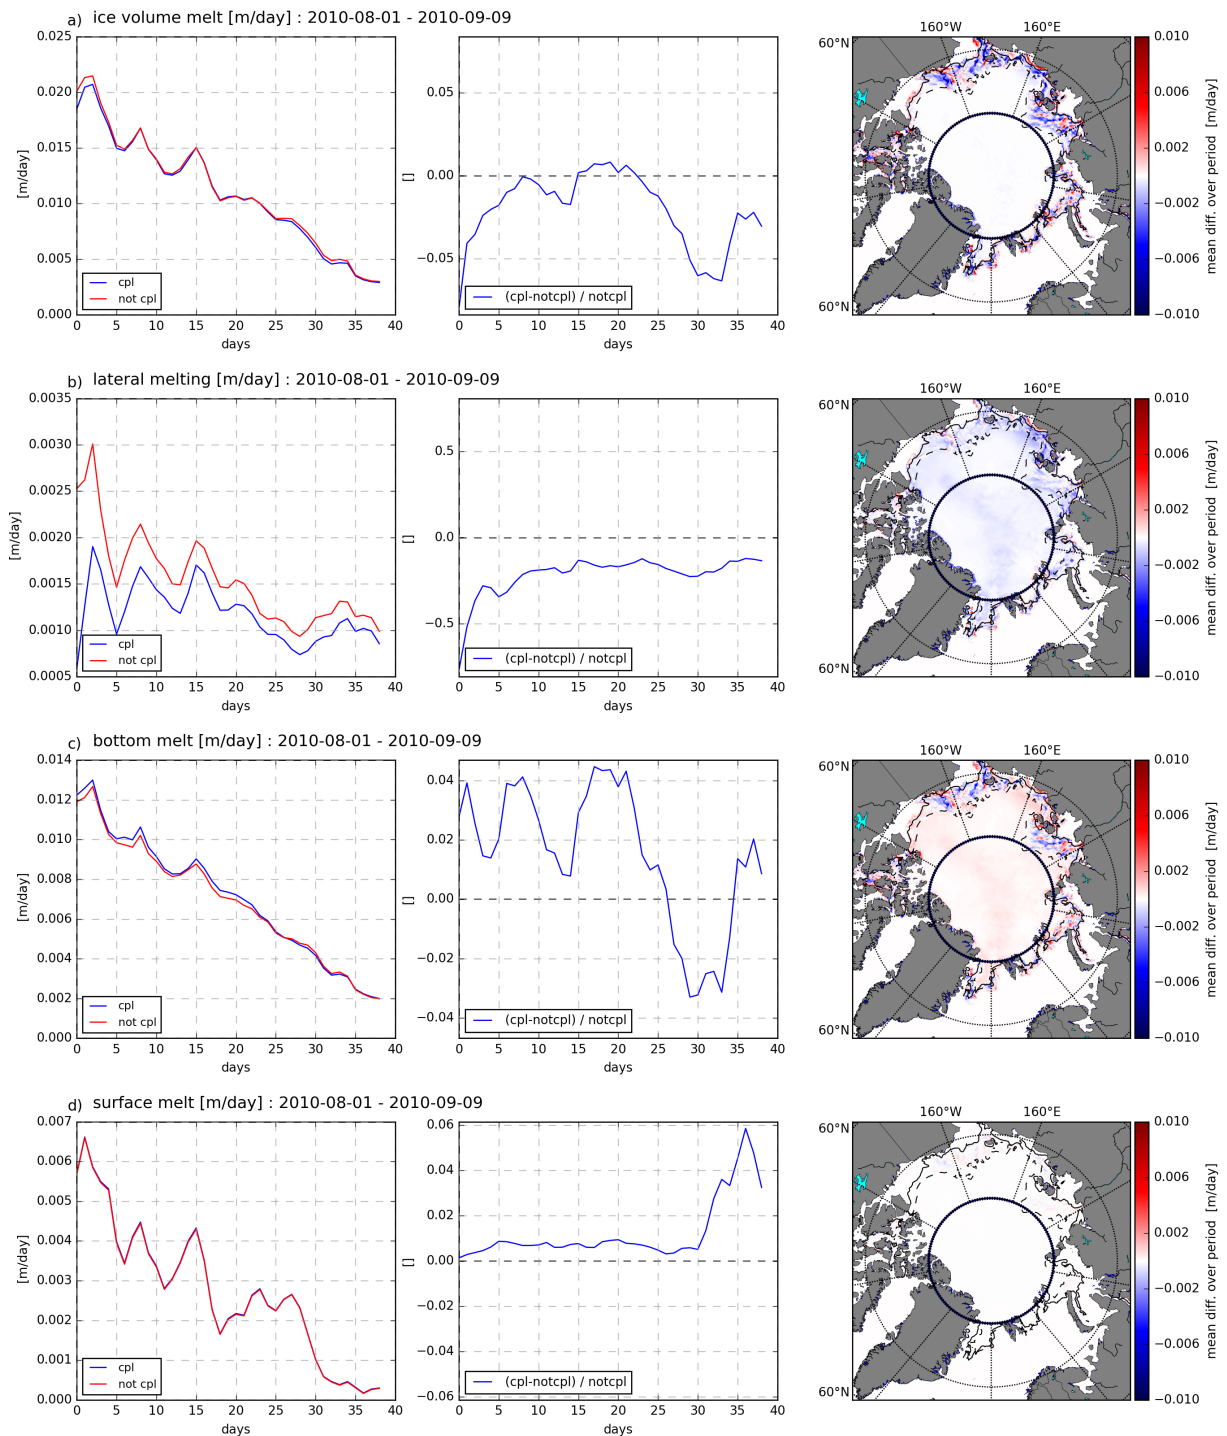 a) ice volume melt [m/day] : 2010-08-01 - 2010-09-09
0.025
0.020
0.015
0.010
0.005
0.000
[m/day]
cpl
not cpl
0 5 10 15 20 25 30 35 40
days
0.05
0.00
−0.05
[]
(cpl-notcpl) / notcpl
0 5 10 15 20 25 30 35 40
days
160°W 160°E
60°N
60°N
0.010
0.006
0.002
−0.002
−0.006
−0.010
mean diff. over period [m/day]
b) lateral melting [m/day] : 2010-08-01 - 2010-09-09
0.0035
0.0030
0.0025
0.0020
0.0015
0.0010
0.0005
[m/day]
cpl
not cpl
0 5 10 15 20 25 30 35 40
days
0.5
0.0
−0.5
[]
(cpl-notcpl) / notcpl
0 5 10 15 20 25 30 35 40
days
160°W 160°E
60°N
60°N
0.010
0.006
0.002
−0.002
−0.006
−0.010
mean diff. over period [m/day]
c) bottom melt [m/day] : 2010-08-01 - 2010-09-09
0.014
0.012
0.010
0.008
0.006
0.004
0.002
0.000
[m/day]
cpl
not cpl
0 5 10 15 20 25 30 35 40
days
0.04
0.02
0.00
−0.02
−0.04
[]
(cpl-notcpl) / notcpl
0 5 10 15 20 25 30 35 40
days
160°W 160°E
60°N
60°N
0.010
0.006
0.002
−0.002
−0.006
−0.010
mean diff. over period [m/day]
d) surface melt [m/day] : 2010-08-01 - 2010-09-09
0.007
0.006
0.005
0.004
0.003
0.002
0.001
0.000
[m/day]
cpl
not cpl
0 5 10 15 20 25 30 35 40
days
0.06
0.04
0.02
0.00
−0.02
−0.04
−0.06
[]
(cpl-notcpl) / notcpl
0 5 10 15 20 25 30 35 40
days
160°W 160°E
60°N
60°N
0.010
0.006
0.002
−0.002
−0.006
−0.010
mean diff. over period [m/day]